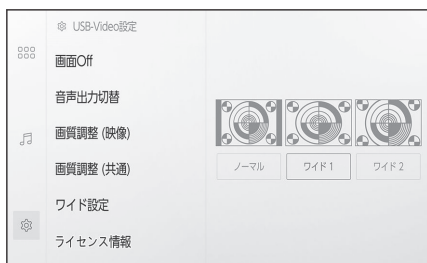 USB-Video設定
画面Off
音声出力切替
画質調整 (映像)
画質調整 (共通)
ワイド設定
ライセンス情報
ノーマル
ワイド1
ワイド2